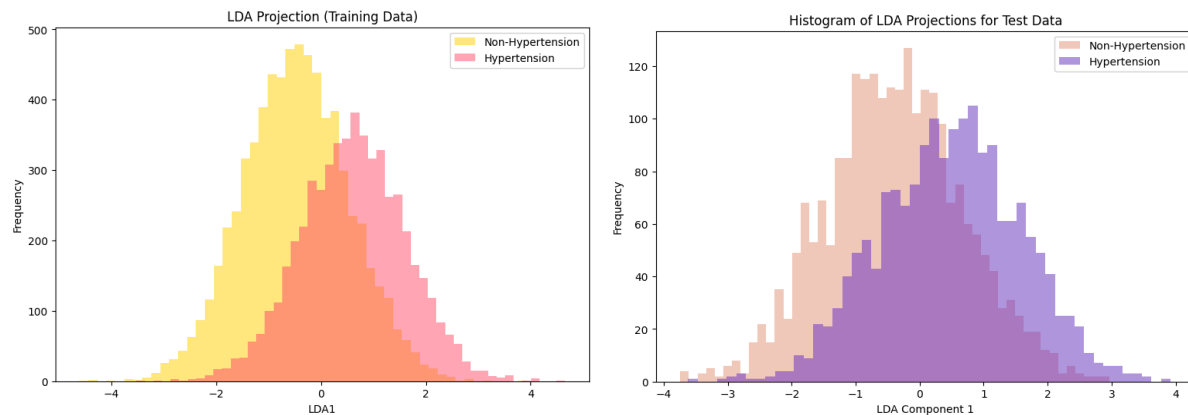 LDA Projection (Training Data)
500
400
300
200
100
0
Frequency
Non-Hypertension
Hypertension
−4
−2
0
2
4
LDA1
Histogram of LDA Projections for Test Data
120
100
80
60
40
20
0
Frequency
Non-Hypertension
Hypertension
−4
−3
−2
−1
0
1
2
3
4
LDA Component 1